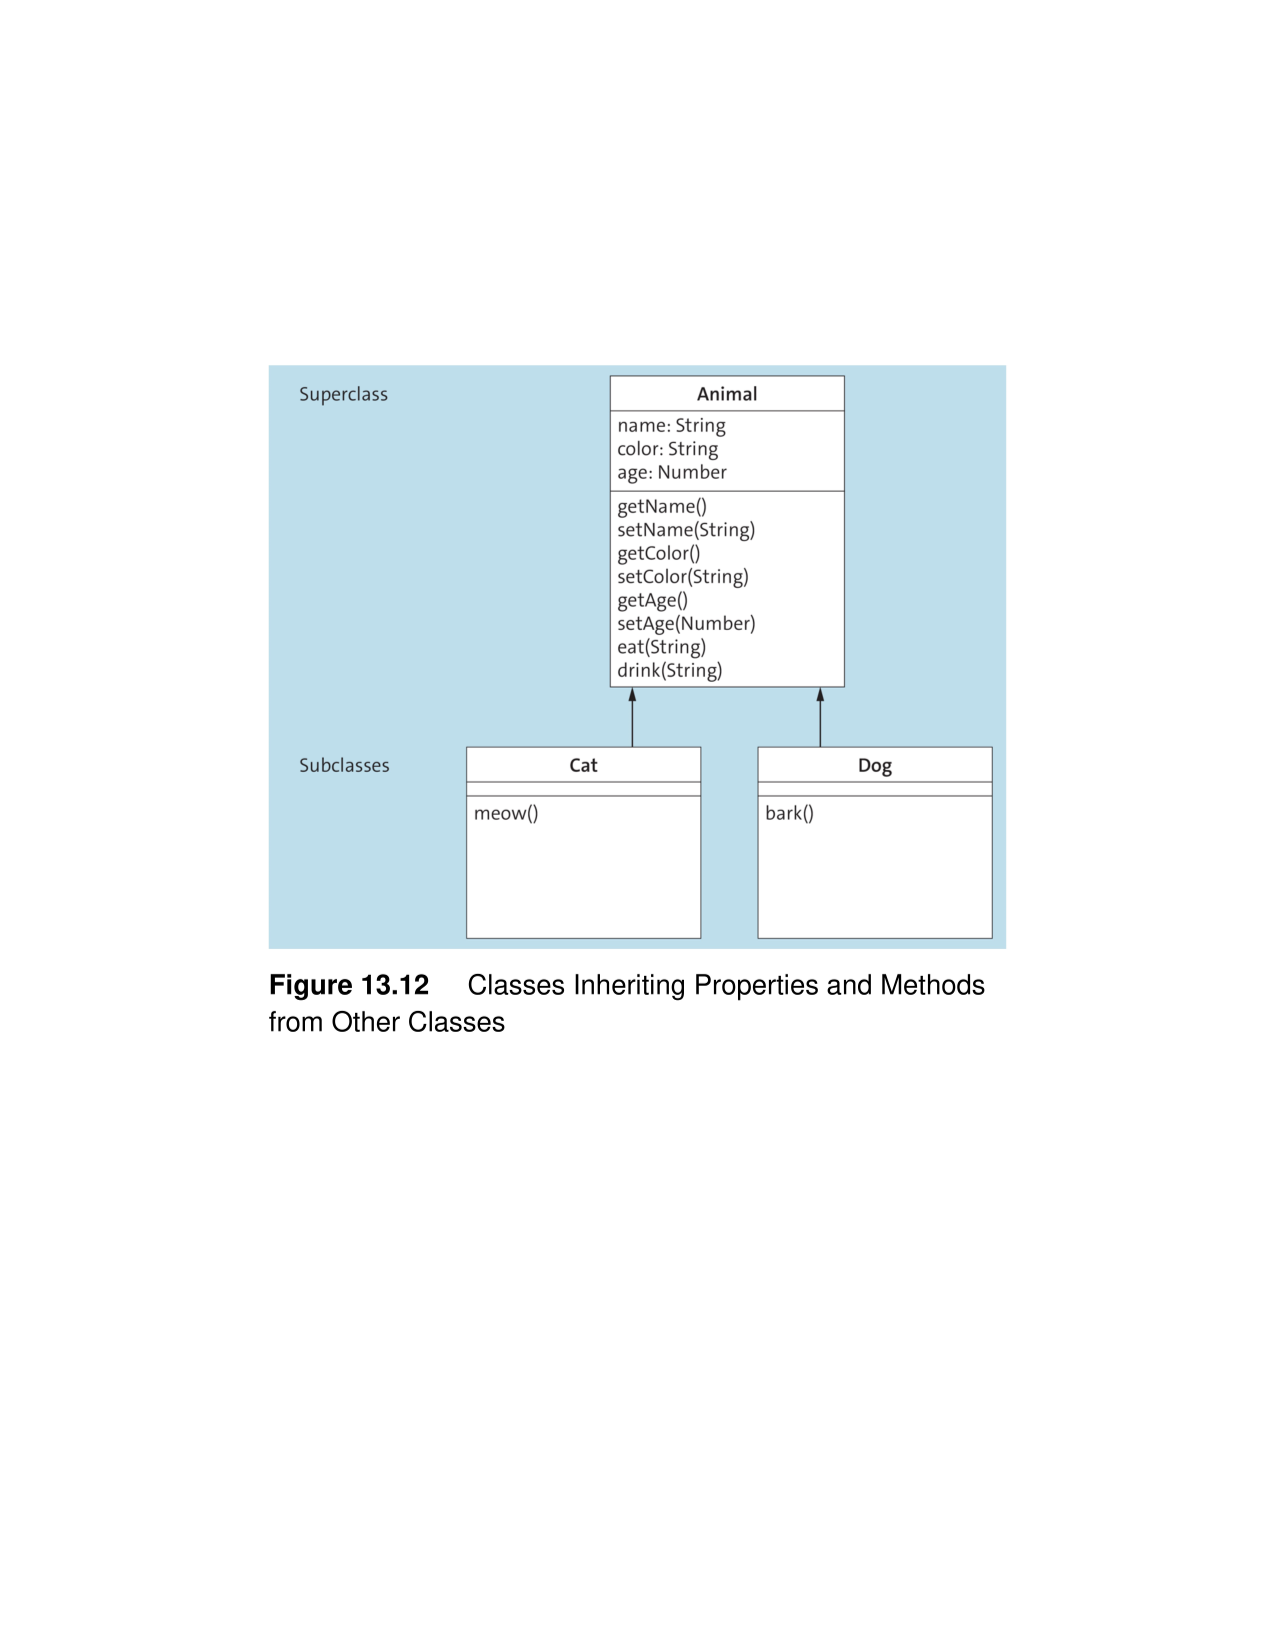 Superclass
Animal
name: String
color: String
age: Number
getName()
setName(String)
getColor()
setColor(String)
getAge()
setAge(Number)
eat(String)
drink(String)
Subclasses
Cat
meow()
Dog
bark()
Figure 13.12 Classes Inheriting Properties and Methods
from Other Classes